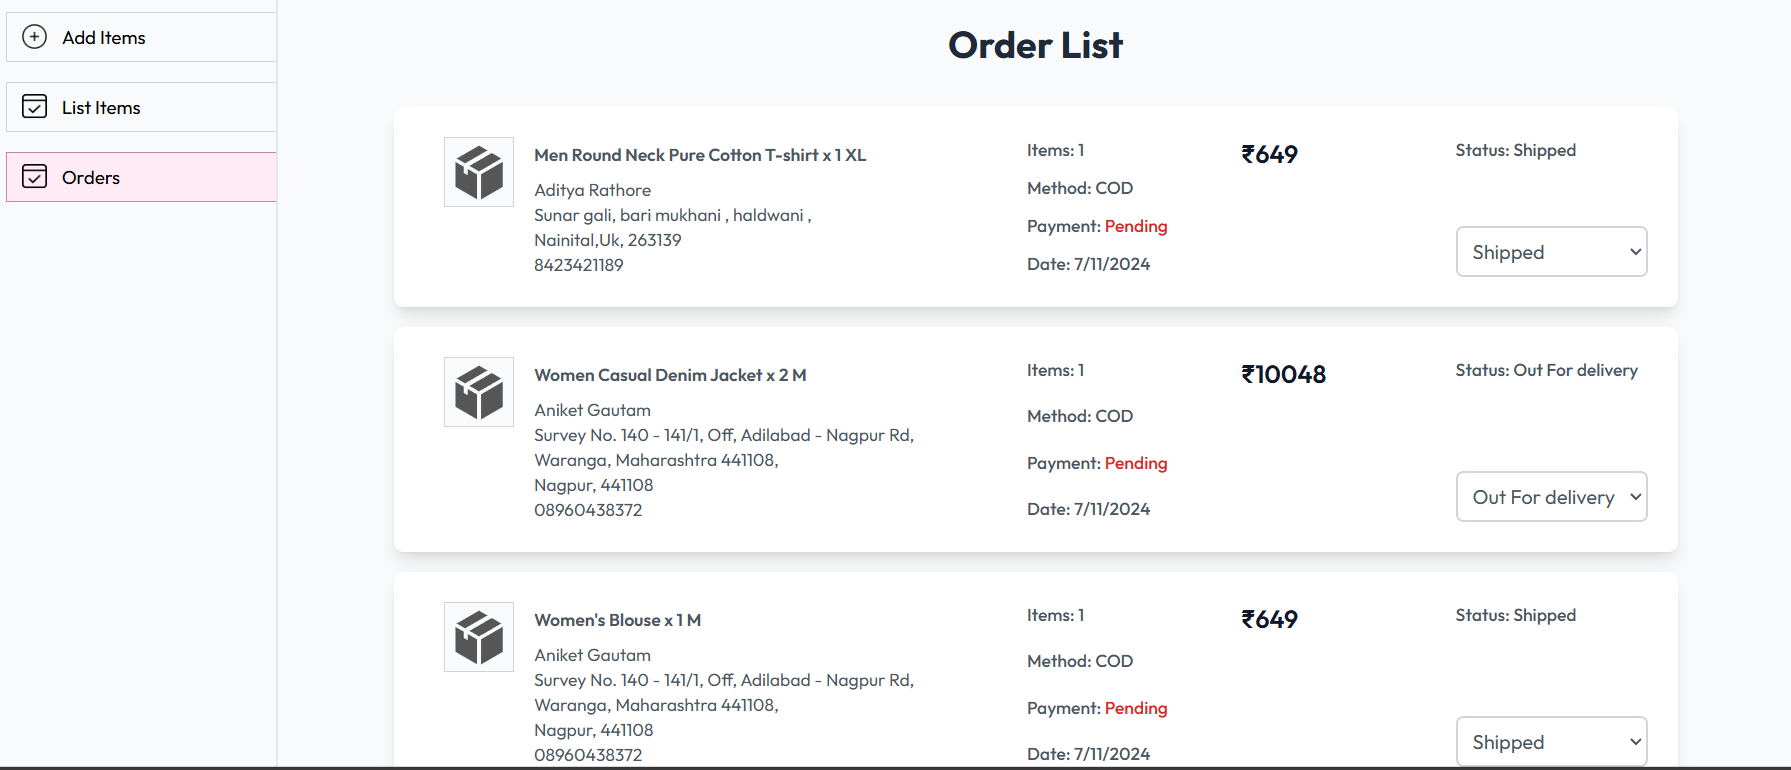 Add Items
List Items
Orders
Order List
Men Round Neck Pure Cotton T-shirt x 1 XL
Aditya Rathore
Sunar gali, bari mukhani , haldwani ,
Nainital,Uk, 263139
8423421189
Items: 1
Method: COD
Payment: Pending
Date: 7/11/2024
₹649
Status: Shipped
Shipped
Women Casual Denim Jacket x 2 M
Aniket Gautam
Survey No. 140 - 141/1, Off, Adilabad - Nagpur Rd,
Waranga, Maharashtra 441108,
Nagpur, 441108
08960438372
Items: 1
Method: COD
Payment: Pending
Date: 7/11/2024
₹10048
Status: Out For delivery
Out For delivery
Women's Blouse x 1 M
Aniket Gautam
Survey No. 140 - 141/1, Off, Adilabad - Nagpur Rd,
Waranga, Maharashtra 441108,
Nagpur, 441108
08960438372
Items: 1
Method: COD
Payment: Pending
Date: 7/11/2024
₹649
Status: Shipped
Shipped